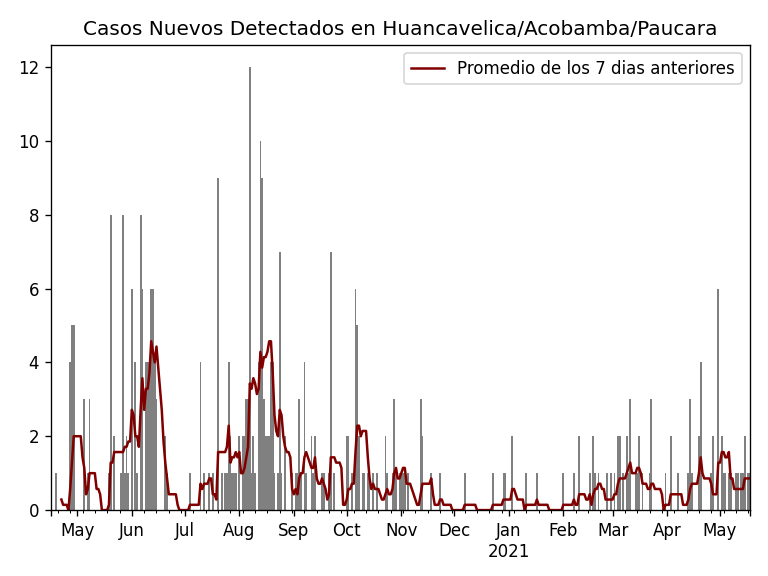 Casos Nuevos Detectados en Huancavelica/Acobamba/Paucara
Promedio de los 7 dias anteriores
12
10
8
6
4
2
0
May Jun Jul Aug Sep Oct Nov Dec Jan Feb Mar Apr May
2021